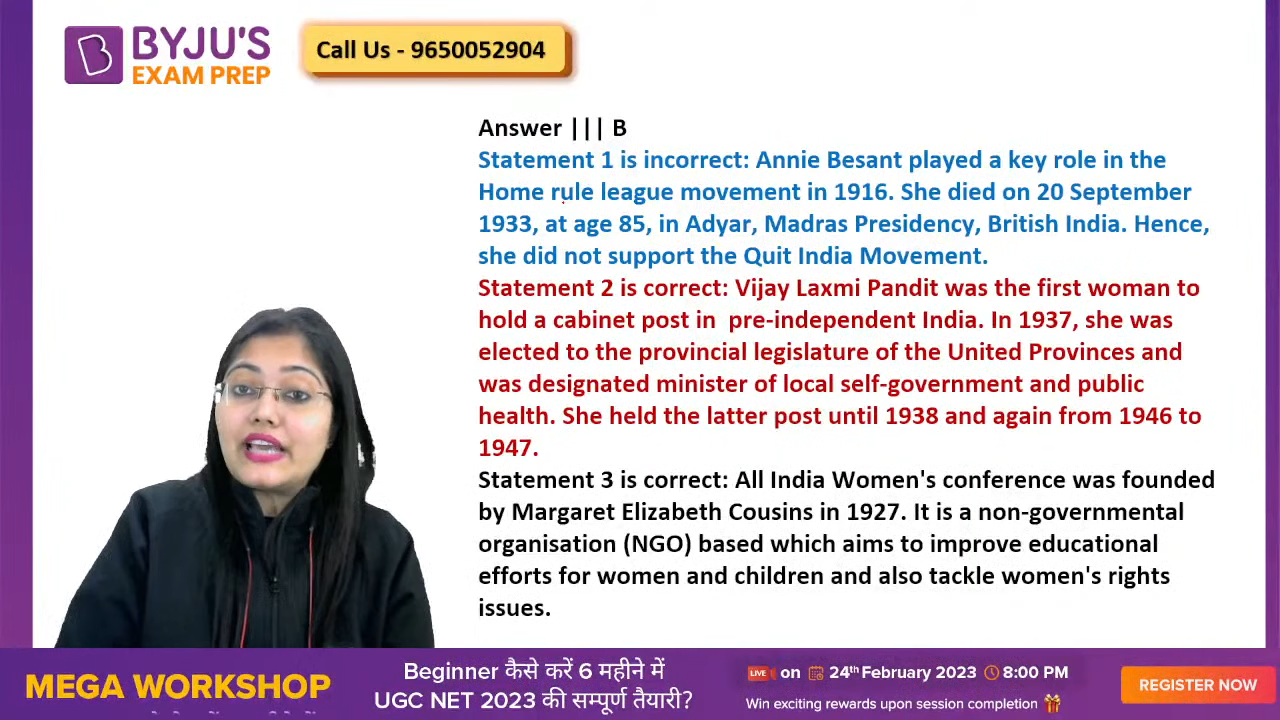 BYJU'S
EXAM PREP
Call Us - 9650052904
Answer ||| B
Statement 1 is incorrect: Annie Besant played a key role in the
Home rule league movement in 1916. She died on 20 September
1933, at age 85, in Adyar, Madras Presidency, British India. Hence,
she did not support the Quit India Movement.
Statement 2 is correct: Vijay Laxmi Pandit was the first woman to
hold a cabinet post in pre-independent India. In 1937, she was
elected to the provincial legislature of the United Provinces and
was designated minister of local self-government and public
health. She held the latter post until 1938 and again from 1946 to
1947.
Statement 3 is correct: All India Women's conference was founded
by Margaret Elizabeth Cousins in 1927. It is a non-governmental
organisation (NGO) based which aims to improve educational
efforts for women and children and also tackle women's rights
issues.
MEGA WORKSHOP
Beginner कैसे करें 6 महीने में
UGC NET 2023 की सम्पूर्ण तैयारी?
LIVE on 24th February 2023 8:00 PM
Win exciting rewards upon session completion
REGISTER NOW